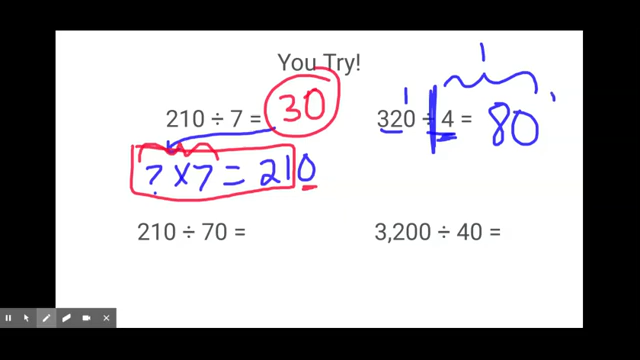 You Try!
210 ÷ 7 = 30
320 ÷ 4 = 80
? × 7 = 210
210 ÷ 70 =
3,200 ÷ 40 =